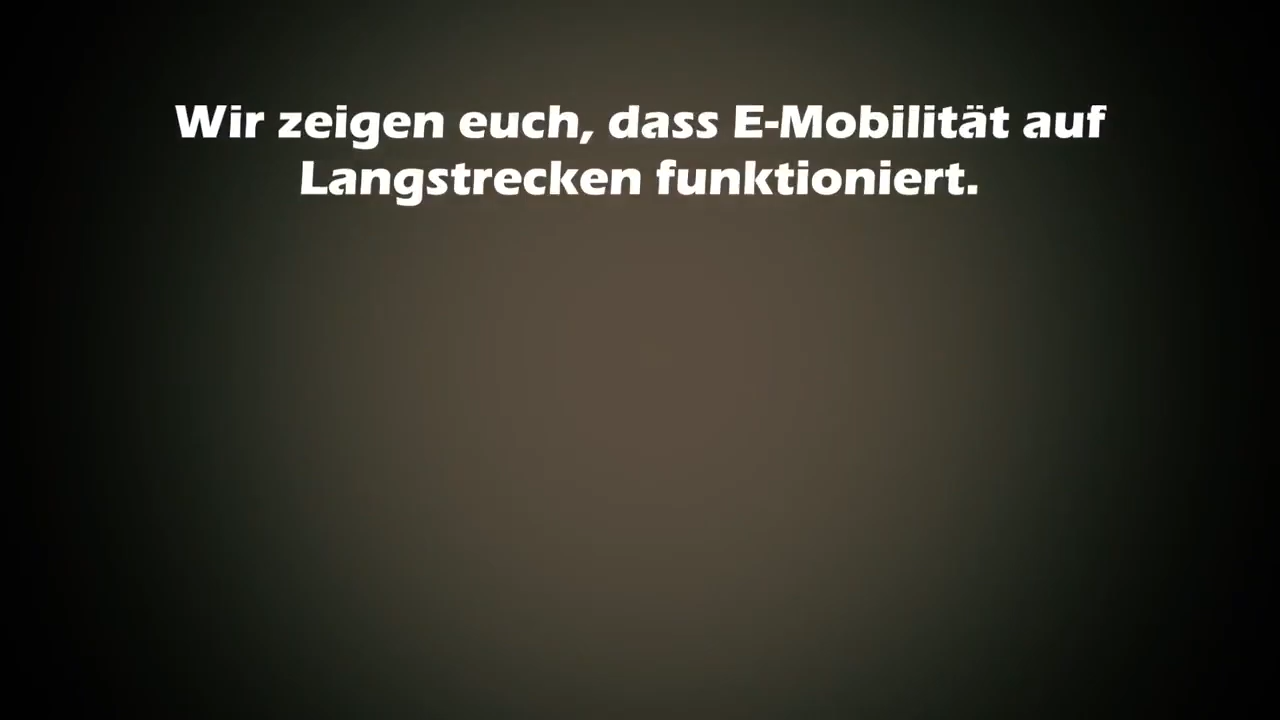 Wir zeigen euch, dass E-Mobilität auf
Langstrecken funktioniert.